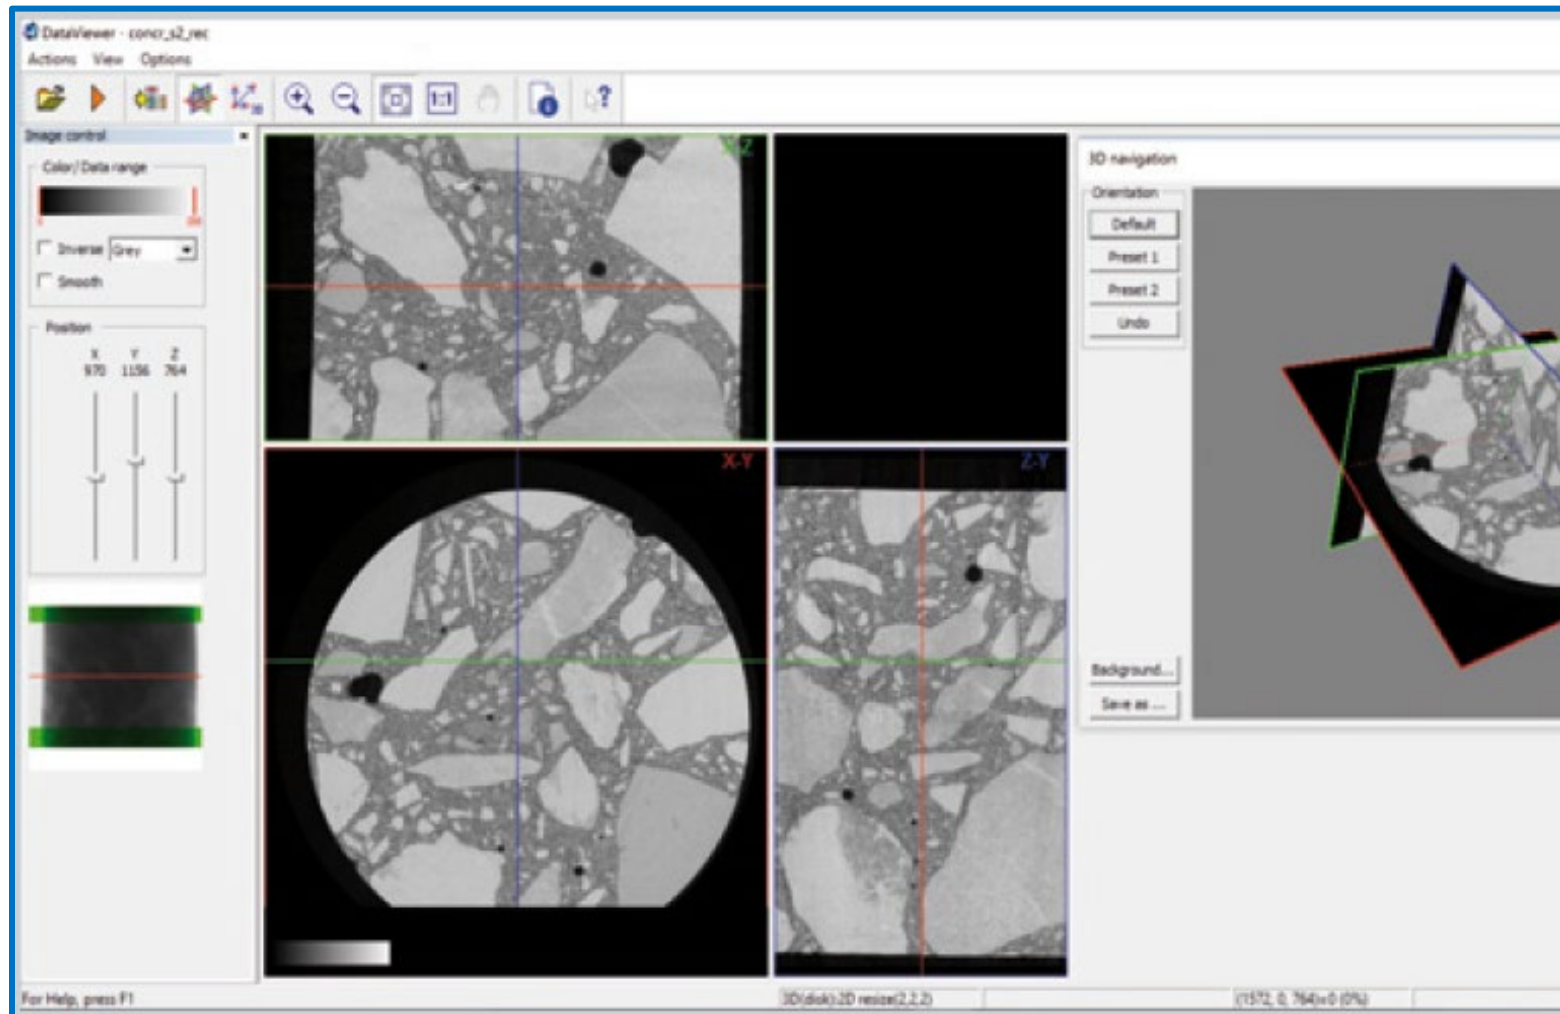 DataViewer - concr_s2_rec
Actions View Options
1:1
Image control
Color/Data range
Inverse Grey
Smooth
Position
X Y Z
970 1156 764
X-Y
Z-Y
3D navigation
Orientation
Default
Preset 1
Preset 2
Undo
Background...
Save as ...
For Help, press F1
3D(disk):2D resize(2,2,2)
(1572, 0, 764)=0 (0%)